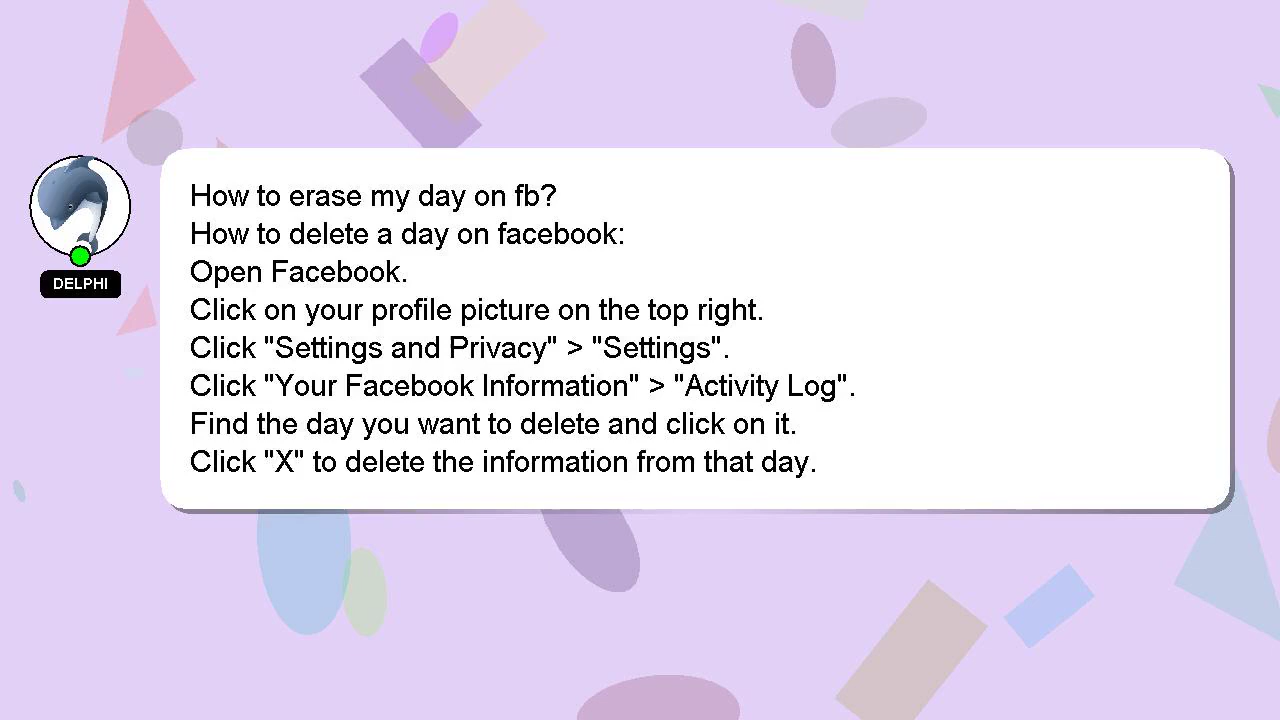 How to erase my day on fb?
How to delete a day on facebook:
Open Facebook.
Click on your profile picture on the top right.
Click "Settings and Privacy" > "Settings".
Click "Your Facebook Information" > "Activity Log".
Find the day you want to delete and click on it.
Click "X" to delete the information from that day.
DELPHI